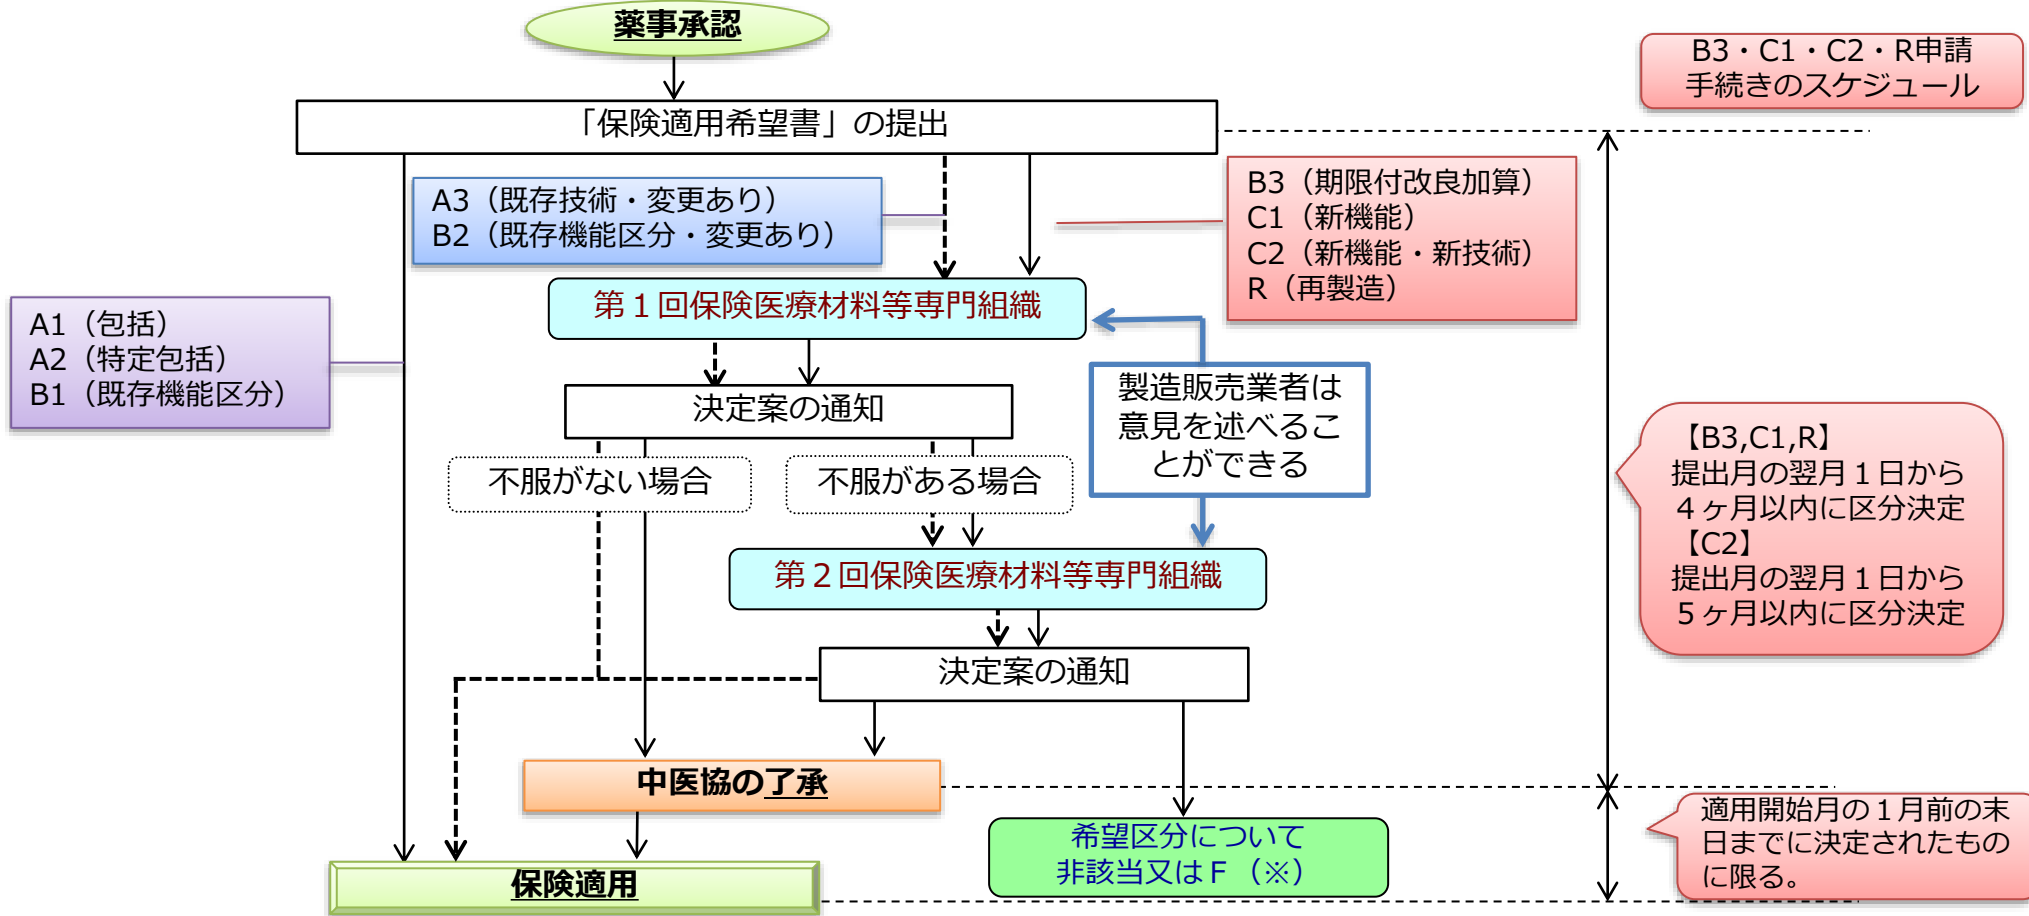 薬事承認
B3・C1・C2・R申請
手続きのスケジュール
「保険適用希望書」の提出
A3（既存技術・変更あり）
B2（既存機能区分・変更あり）
B3（期限付改良加算）
C1（新機能）
C2（新機能・新技術）
R（再製造）
第１回保険医療材料等専門組織
A1（包括）
A2（特定包括）
B1（既存機能区分）
製造販売業者は
意見を述べるこ
とができる
決定案の通知
不服がない場合
不服がある場合
【B3,C1,R】
提出月の翌月１日から
４ヶ月以内に区分決定
【C2】
提出月の翌月１日から
５ヶ月以内に区分決定
第２回保険医療材料等専門組織
決定案の通知
中医協の了承
希望区分について
非該当又はＦ（※）
適用開始月の１月前の末
日までに決定されたもの
に限る。
保険適用